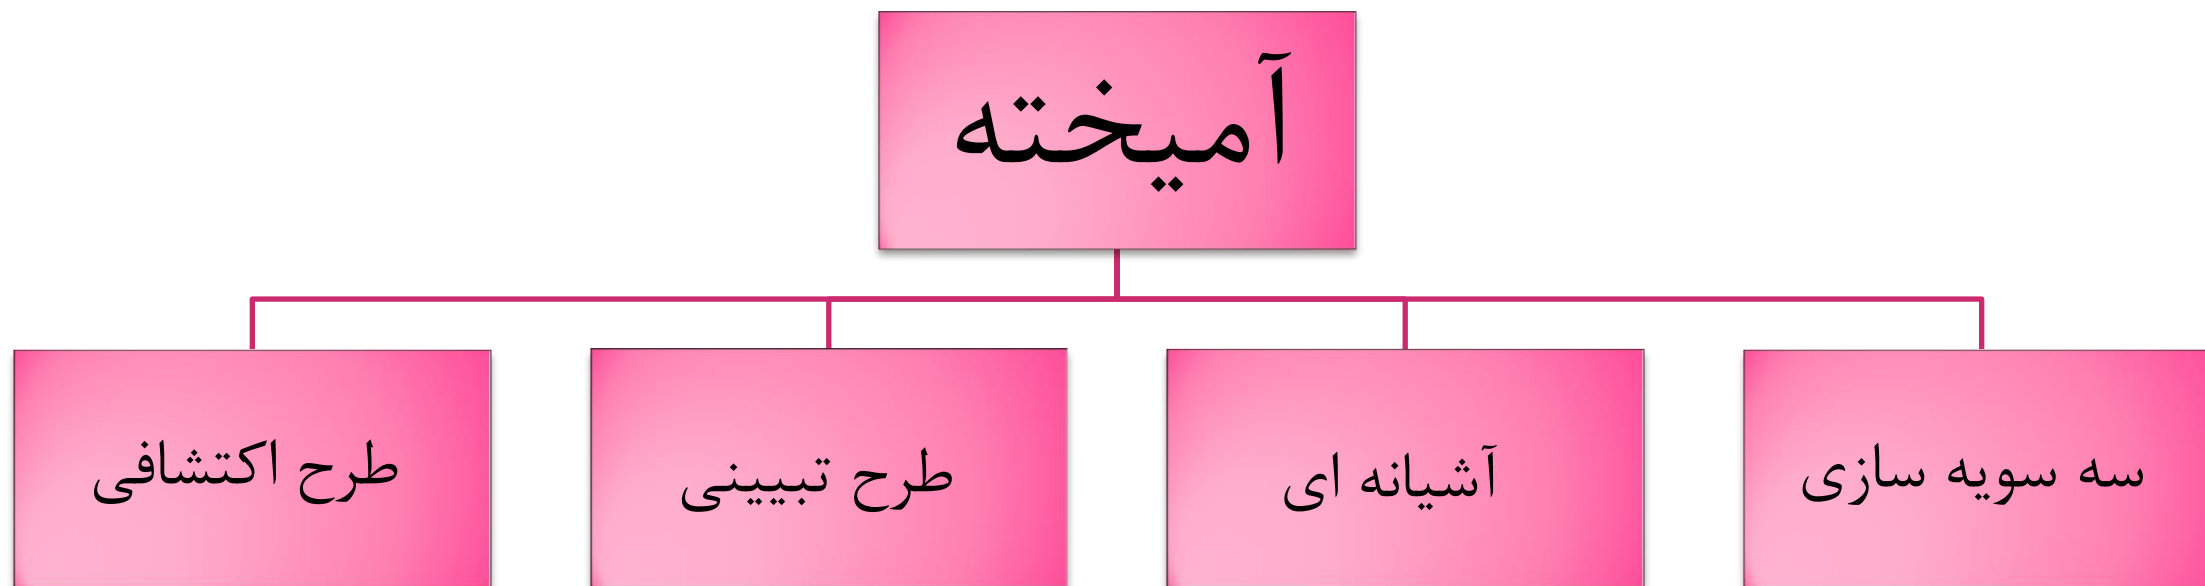 آمیخته
سه سویه سازی
آشیانه ای
طرح تبیینی
طرح اکتشافی